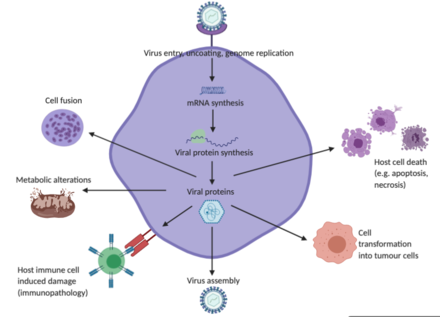 Virus entry, uncoating, genome replication
mRNA synthesis
Cell fusion
Viral protein synthesis
Host cell death
(e.g. apoptosis,
necrosis)
Metabolic alterations
Viral proteins
Cell
transformation
into tumour cells
Host immune cell
induced damage
(immunopathology)
Virus assembly